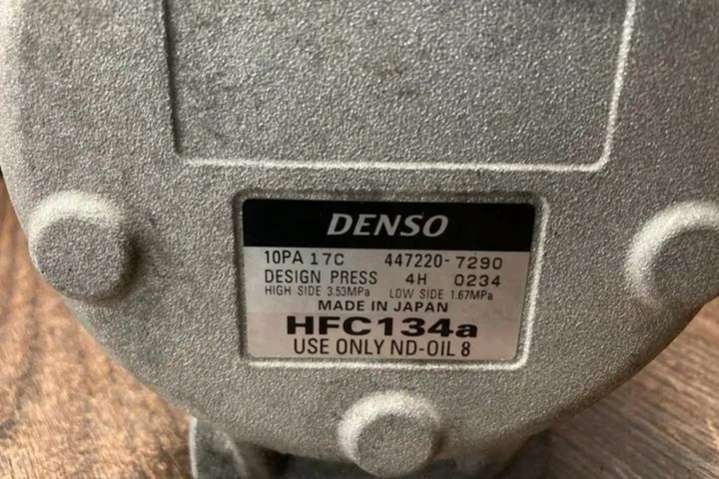 DENSO
10PA 17C 447220-7290
DESIGN PRESS 4H 0234
HIGH SIDE 3.53MPa LOW SIDE 1.67MPa
MADE IN JAPAN
HFC134a
USE ONLY ND-OIL 8